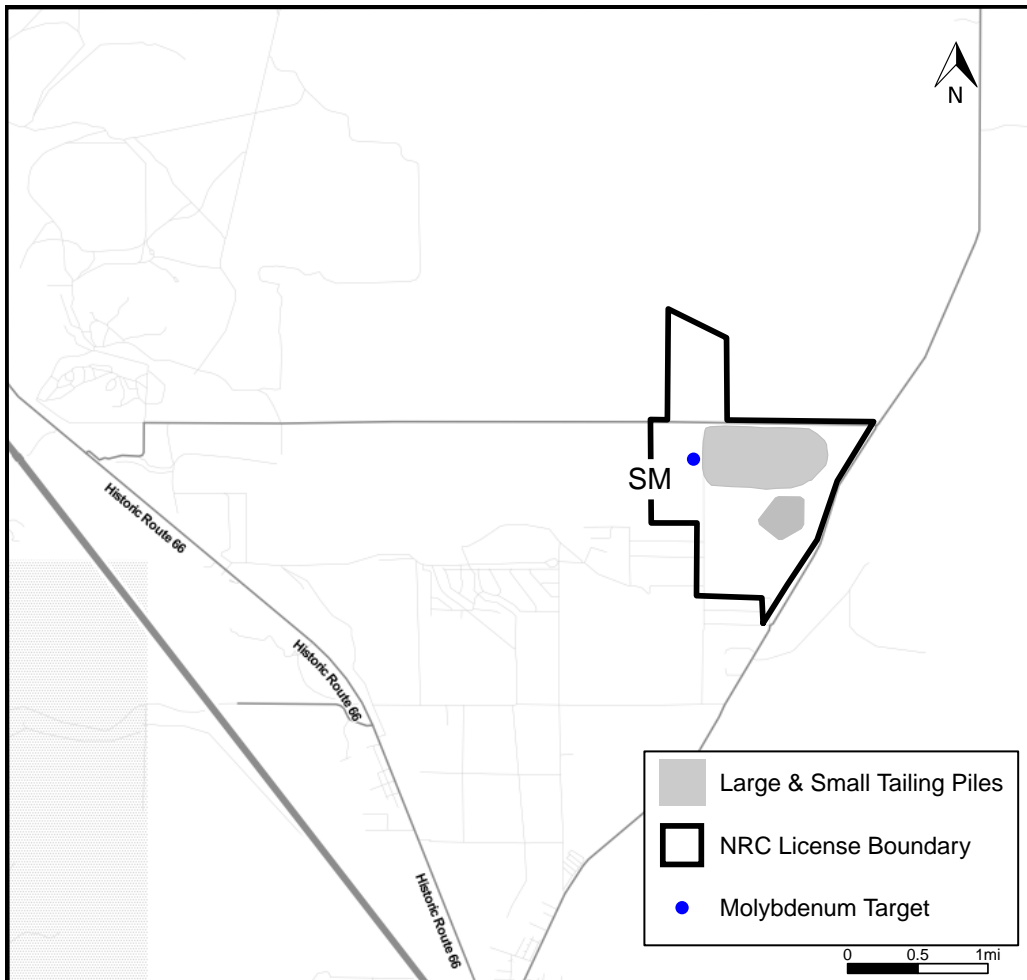 N
SM
Historic Route 66
Historic Route 66
Historic Route 66
Large & Small Tailing Piles
NRC License Boundary
Molybdenum Target
0 0.5 1mi